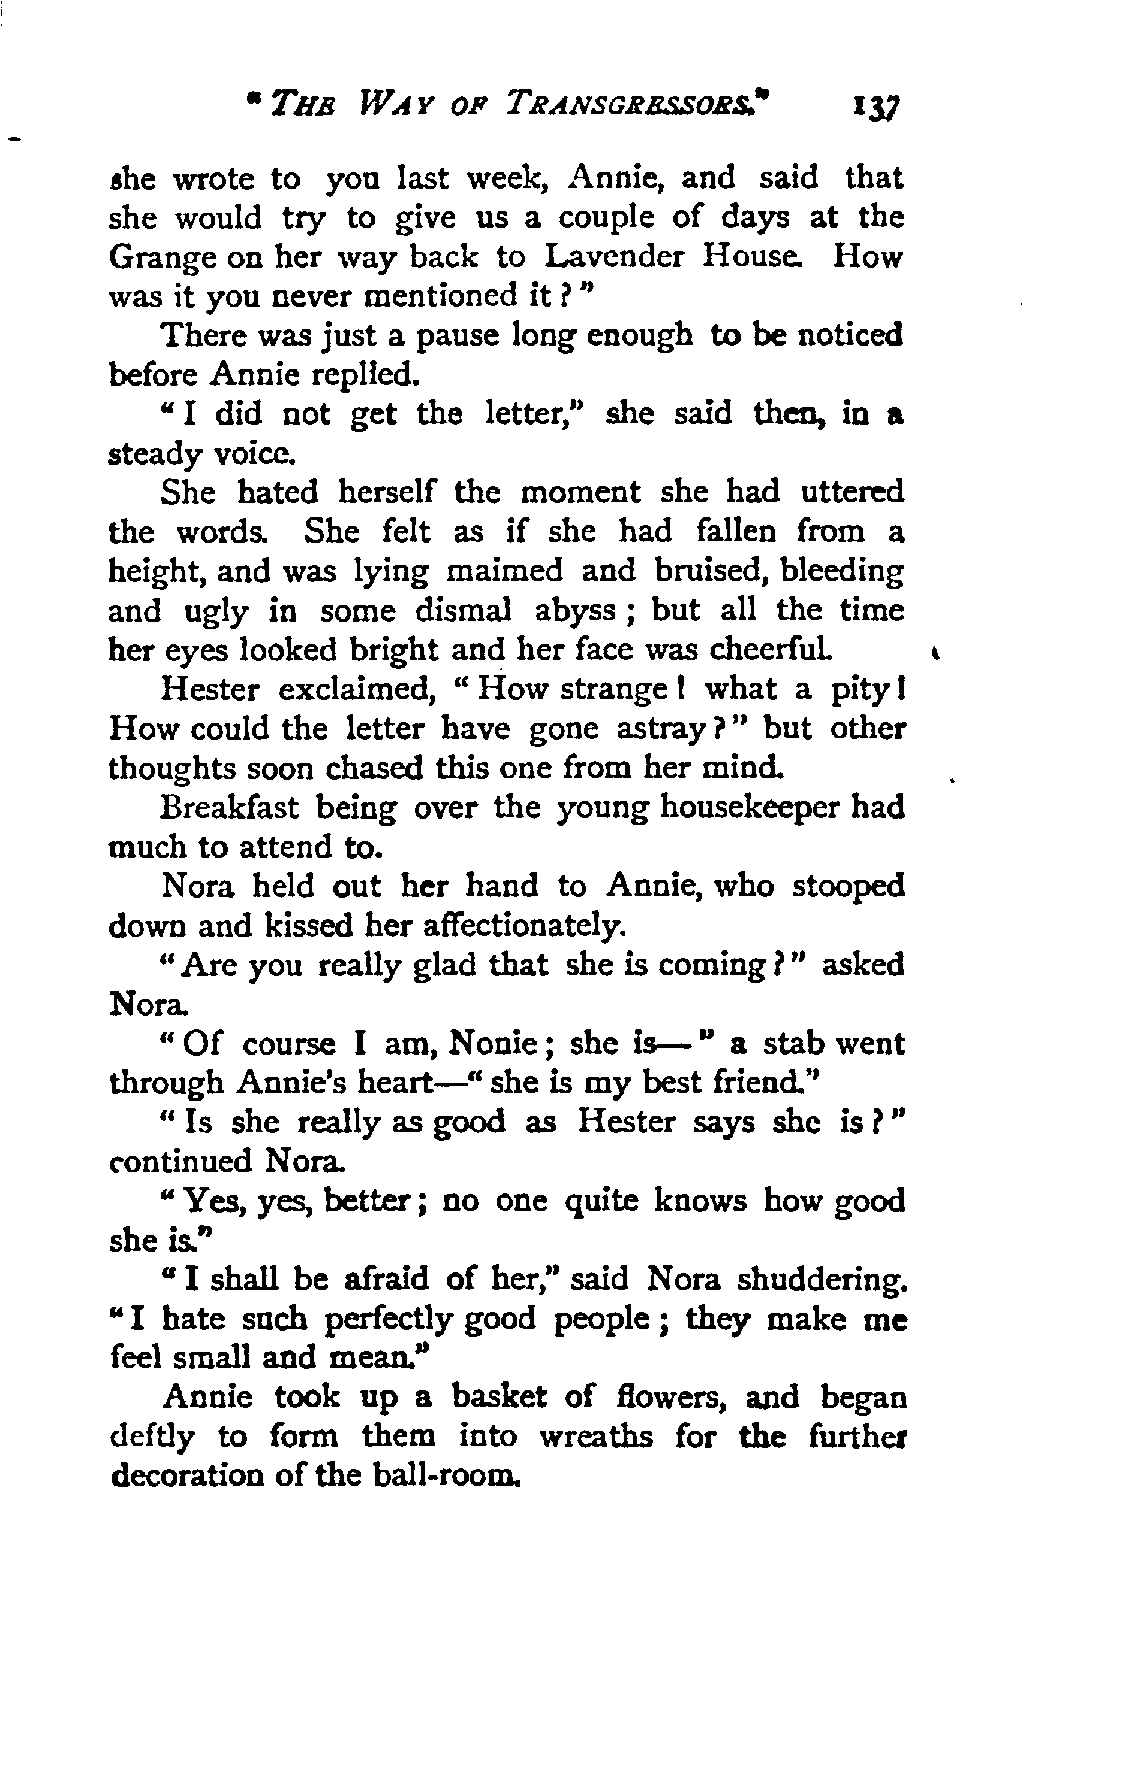 "THE WAY OF TRANSGRESSORS." 137
she wrote to you last week, Annie, and said that
she would try to give us a couple of days at the
Grange on her way back to Lavender House. How
was it you never mentioned it?"
There was just a pause long enough to be noticed
before Annie replied.
"I did not get the letter," she said then, in a
steady voice.
She hated herself the moment she had uttered
the words. She felt as if she had fallen from a
height, and was lying maimed and bruised, bleeding
and ugly in some dismal abyss; but all the time
her eyes looked bright and her face was cheerful.
Hester exclaimed, "How strange! what a pity!
How could the letter have gone astray?" but other
thoughts soon chased this one from her mind.
Breakfast being over the young housekeeper had
much to attend to.
Nora held out her hand to Annie, who stooped
down and kissed her affectionately.
"Are you really glad that she is coming?" asked
Nora.
"Of course I am, Nonie; she is—" a stab went
through Annie's heart—"she is my best friend."
"Is she really as good as Hester says she is?"
continued Nora.
"Yes, yes, better; no one quite knows how good
she is."
"I shall be afraid of her," said Nora shuddering.
"I hate such perfectly good people; they make me
feel small and mean."
Annie took up a basket of flowers, and began
deftly to form them into wreaths for the further
decoration of the ball-room.